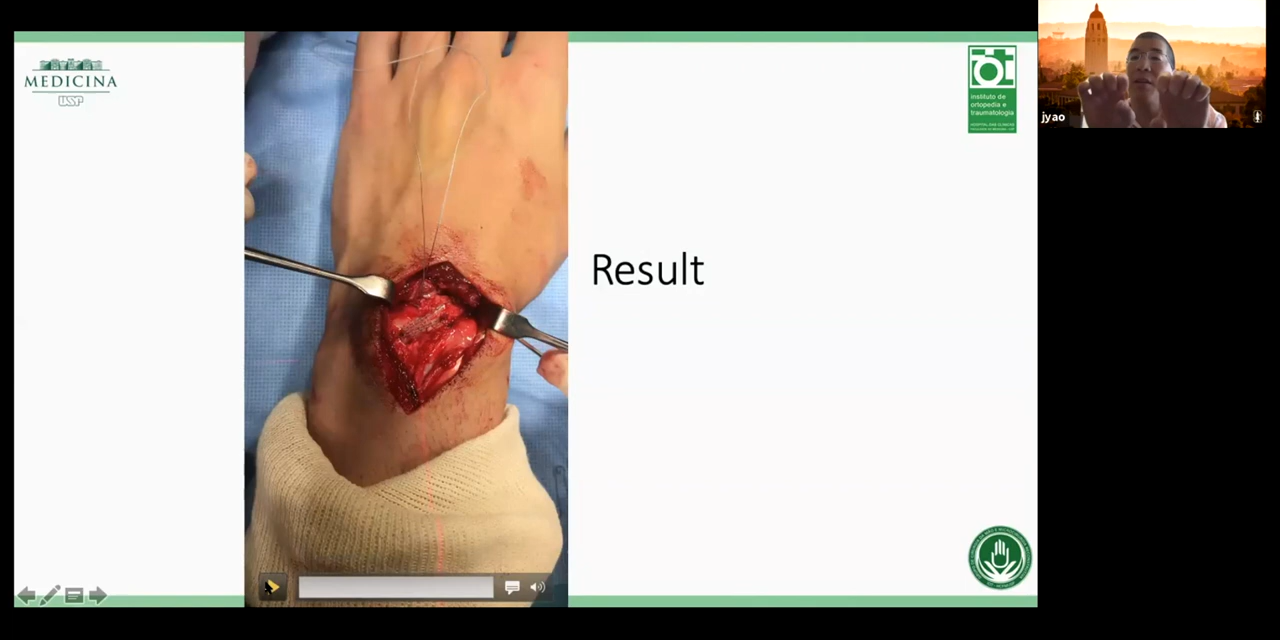 MEDICINA
USP
Result
instituto de
ortopedia e
traumatologia
jyao